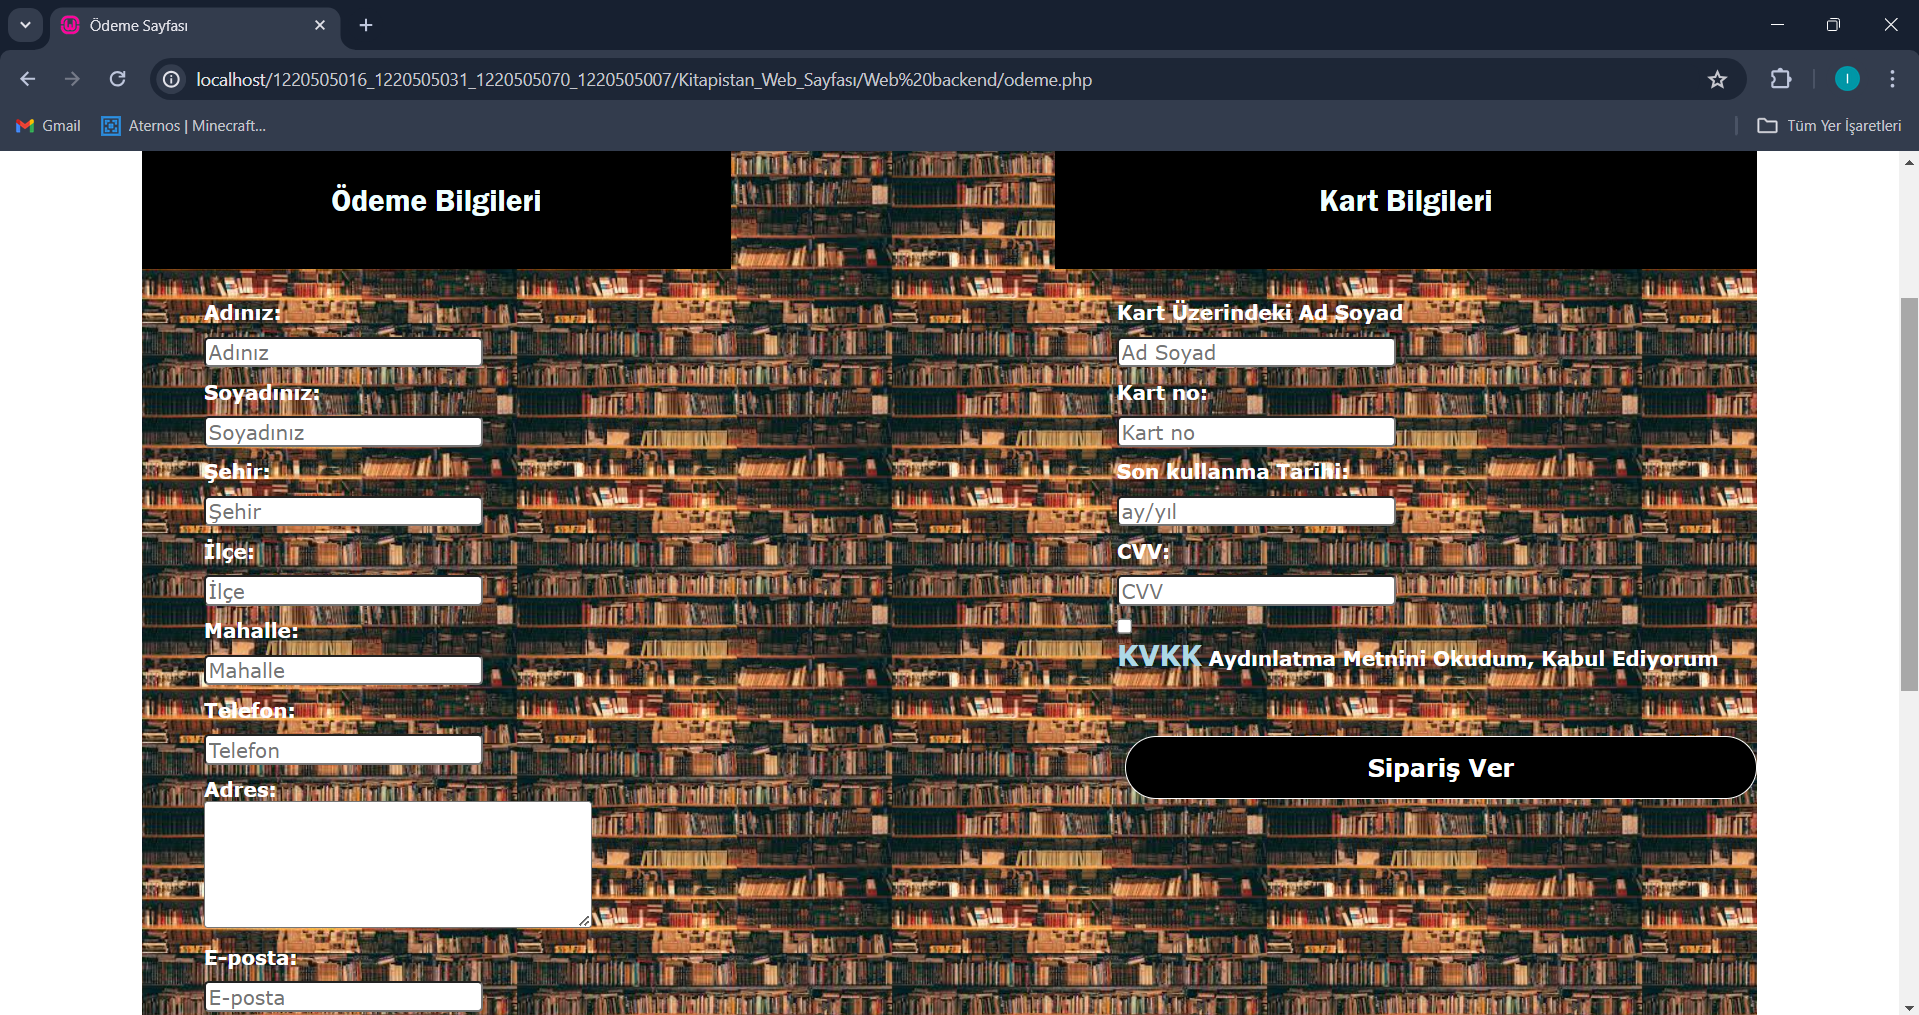 Ödeme Sayfası
localhost/1220505016_1220505031_1220505070_1220505007/Kitapistan_Web_Sayfası/Web%20backend/odeme.php
I
Gmail
Aternos | Minecraft...
Tüm Yer İşaretleri
Ödeme Bilgileri
Adınız:
Adınız
Soyadınız:
Soyadınız
Şehir:
Şehir
İlçe:
İlçe
Mahalle:
Mahalle
Telefon:
Telefon
Adres:
E-posta:
E-posta
Kart Bilgileri
Kart Üzerindeki Ad Soyad
Ad Soyad
Kart no:
Kart no
Son kullanma Tarihi:
ay/yıl
CVV:
CVV
KVKK Aydınlatma Metnini Okudum, Kabul Ediyorum
Sipariş Ver